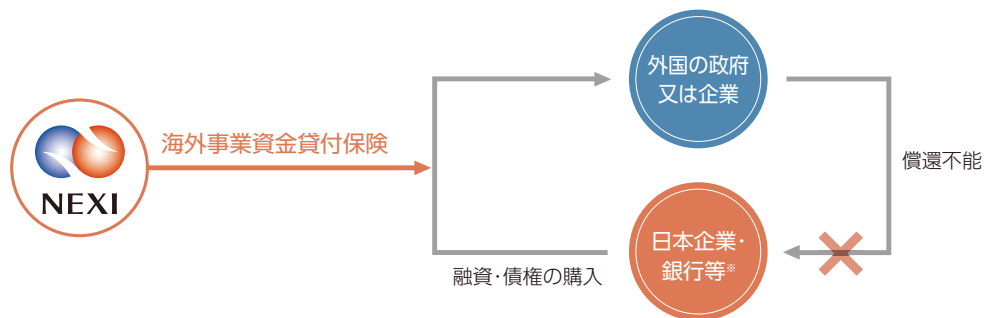 NEXI
海外事業資金貸付保険
外国の政府
又は企業
償還不能
日本企業・
銀行等※
融資・債権の購入